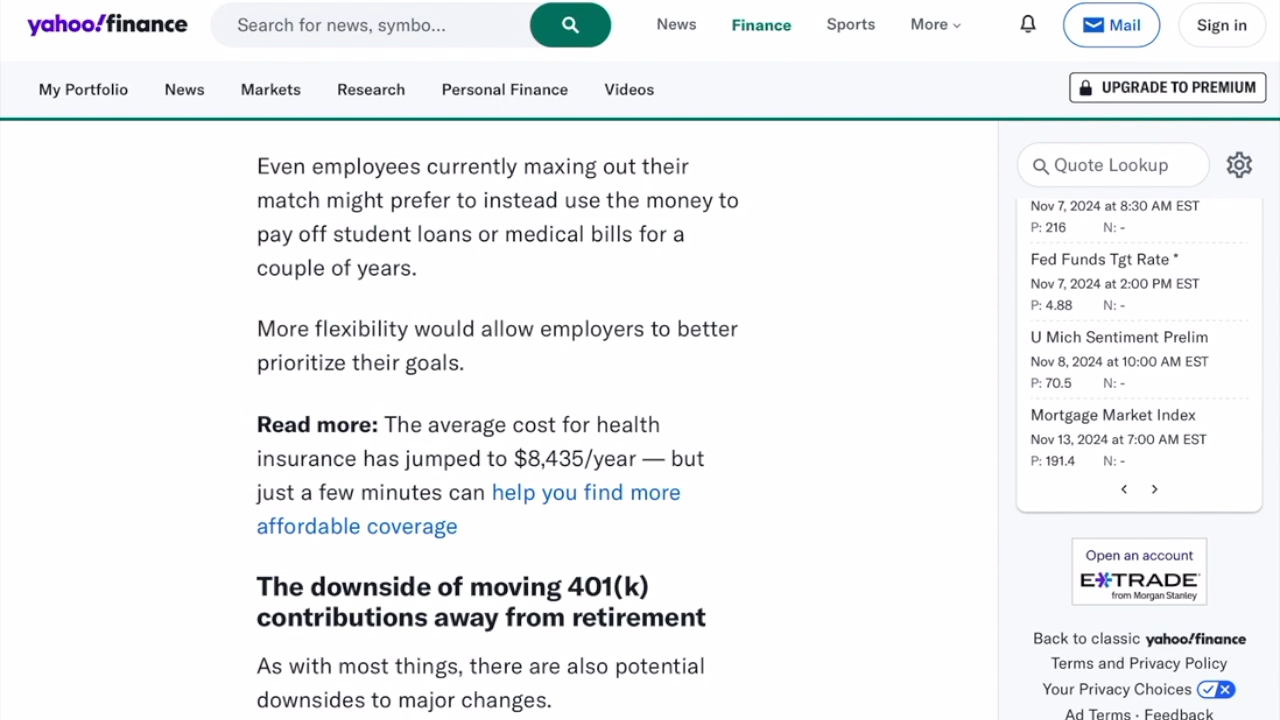 yahoo!finance
Search for news, symbo...
News
Finance
Sports
More
Mail
Sign in
My Portfolio
News
Markets
Research
Personal Finance
Videos
UPGRADE TO PREMIUM
Even employees currently maxing out their
match might prefer to instead use the money to
pay off student loans or medical bills for a
couple of years.
More flexibility would allow employers to better
prioritize their goals.
Read more: The average cost for health
insurance has jumped to $8,435/year — but
just a few minutes can help you find more
affordable coverage
The downside of moving 401(k)
contributions away from retirement
As with most things, there are also potential
downsides to major changes.
Quote Lookup
Nov 7, 2024 at 8:30 AM EST
P: 216 N: -
Fed Funds Tgt Rate *
Nov 7, 2024 at 2:00 PM EST
P: 4.88 N: -
U Mich Sentiment Prelim
Nov 8, 2024 at 10:00 AM EST
P: 70.5 N: -
Mortgage Market Index
Nov 13, 2024 at 7:00 AM EST
P: 191.4 N: -
Open an account
E*TRADE
from Morgan Stanley
Back to classic yahoo!finance
Terms and Privacy Policy
Your Privacy Choices
Ad Terms · Feedback